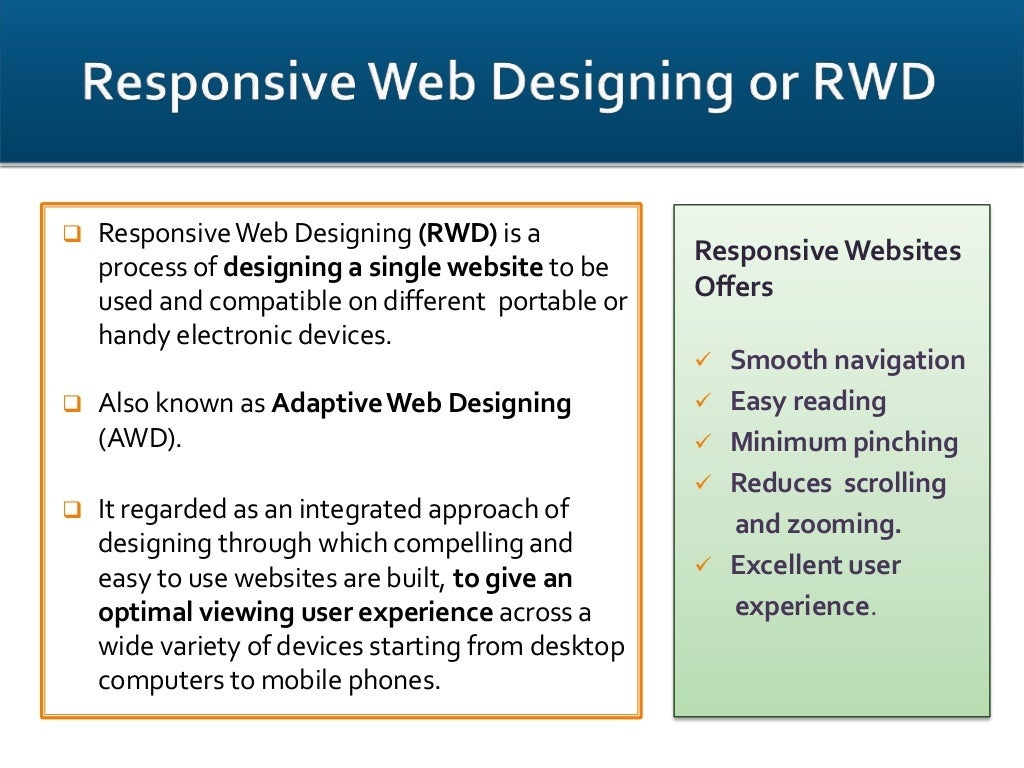 Responsive Web Designing or RWD
Responsive Web Designing (RWD) is a
process of designing a single website to be
used and compatible on different portable or
handy electronic devices.
Also known as Adaptive Web Designing
(AWD).
It regarded as an integrated approach of
designing through which compelling and
easy to use websites are built, to give an
optimal viewing user experience across a
wide variety of devices starting from desktop
computers to mobile phones.
Responsive Websites
Offers
Smooth navigation
Easy reading
Minimum pinching
Reduces scrolling
and zooming.
Excellent user
experience.